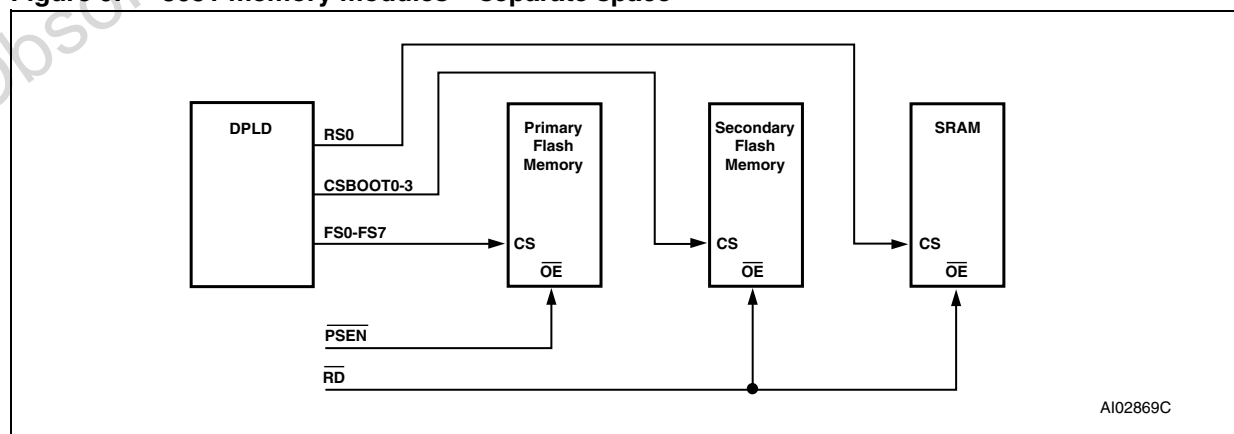 DPLD
RS0
CSBOOT0-3
FS0-FS7
Primary
Flash
Memory
CS
OE
Secondary
Flash
Memory
CS
OE
SRAM
CS
OE
PSEN
RD
AI02869C